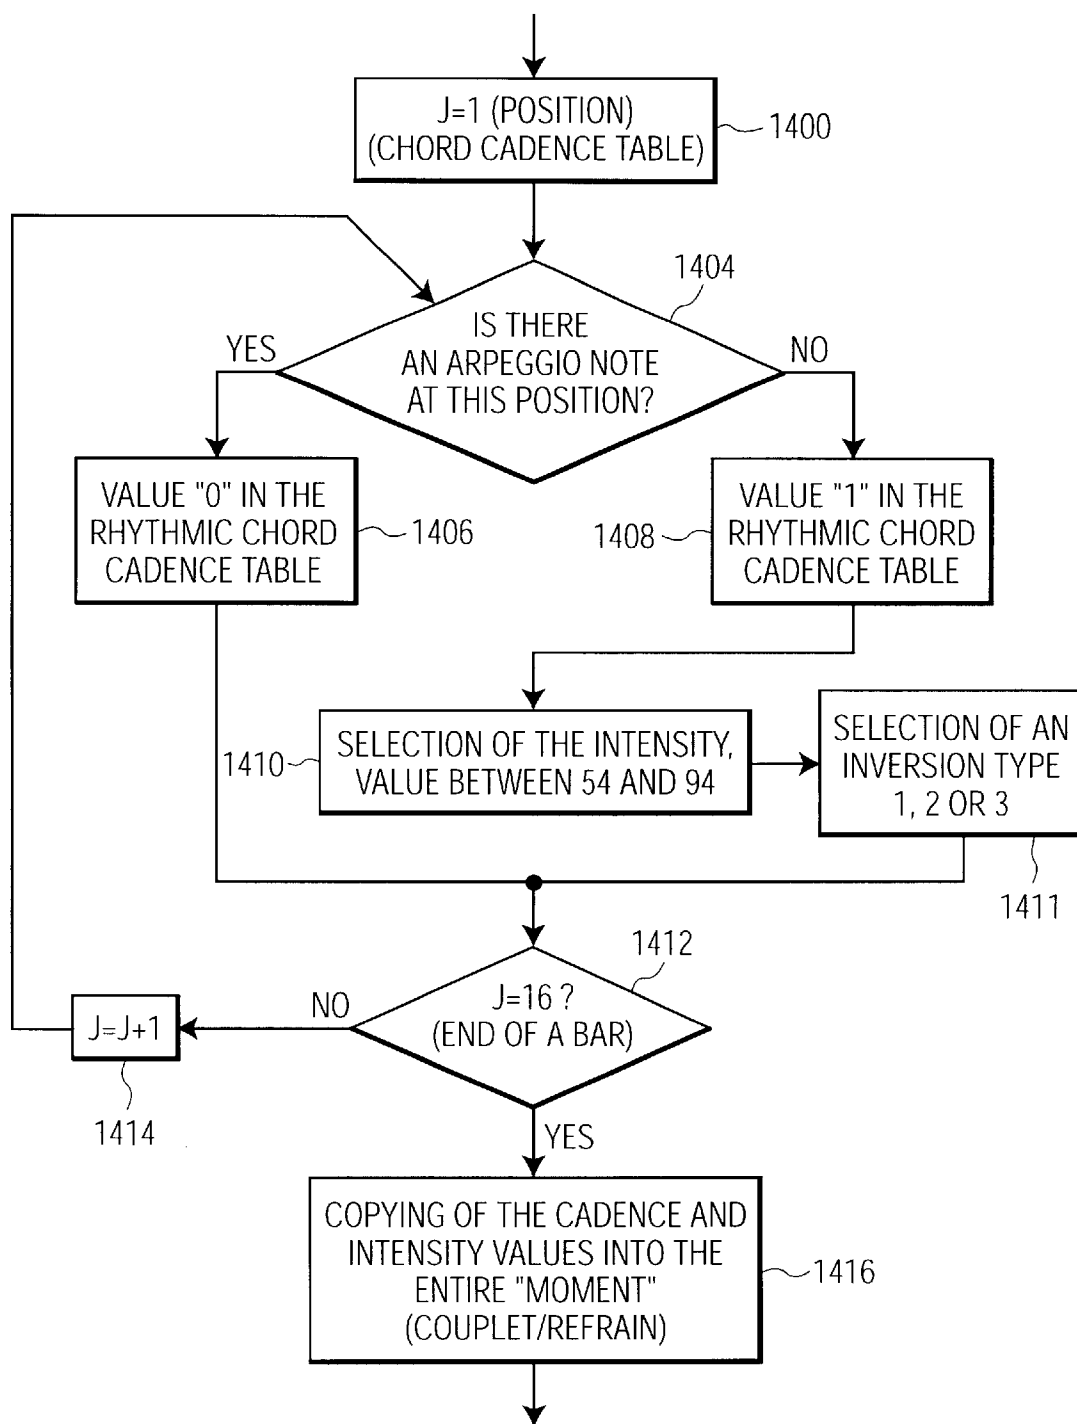 J=1 (POSITION)
(CHORD CADENCE TABLE)
1400
1404
IS THERE
AN ARPEGGIO NOTE
AT THIS POSITION?
YES
NO
VALUE "0" IN THE
RHYTHMIC CHORD
CADENCE TABLE
1406
1408
VALUE "1" IN THE
RHYTHMIC CHORD
CADENCE TABLE
1410
SELECTION OF THE INTENSITY,
VALUE BETWEEN 54 AND 94
SELECTION OF AN
INVERSION TYPE
1, 2 OR 3
1411
1412
J=16 ?
(END OF A BAR)
NO
J=J+1
1414
YES
COPYING OF THE CADENCE AND
INTENSITY VALUES INTO THE
ENTIRE "MOMENT"
(COUPLET/REFRAIN)
1416